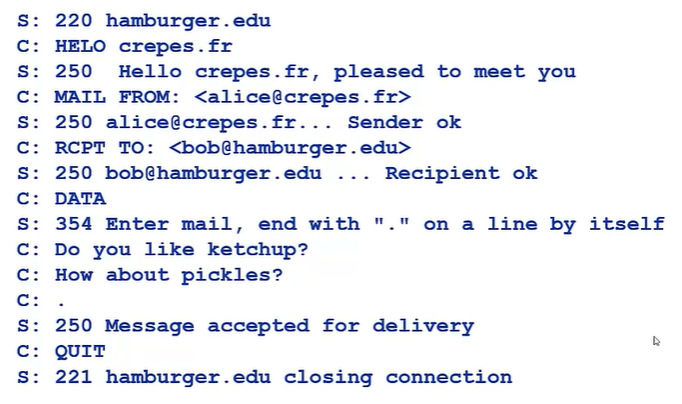 S: 220 hamburger.edu
C: HELO crepes.fr
S: 250  Hello crepes.fr, pleased to meet you
C: MAIL FROM: <alice@crepes.fr>
S: 250 alice@crepes.fr... Sender ok
C: RCPT TO: <bob@hamburger.edu>
S: 250 bob@hamburger.edu ... Recipient ok
C: DATA
S: 354 Enter mail, end with "." on a line by itself
C: Do you like ketchup?
C: How about pickles?
C: .
S: 250 Message accepted for delivery
C: QUIT
S: 221 hamburger.edu closing connection